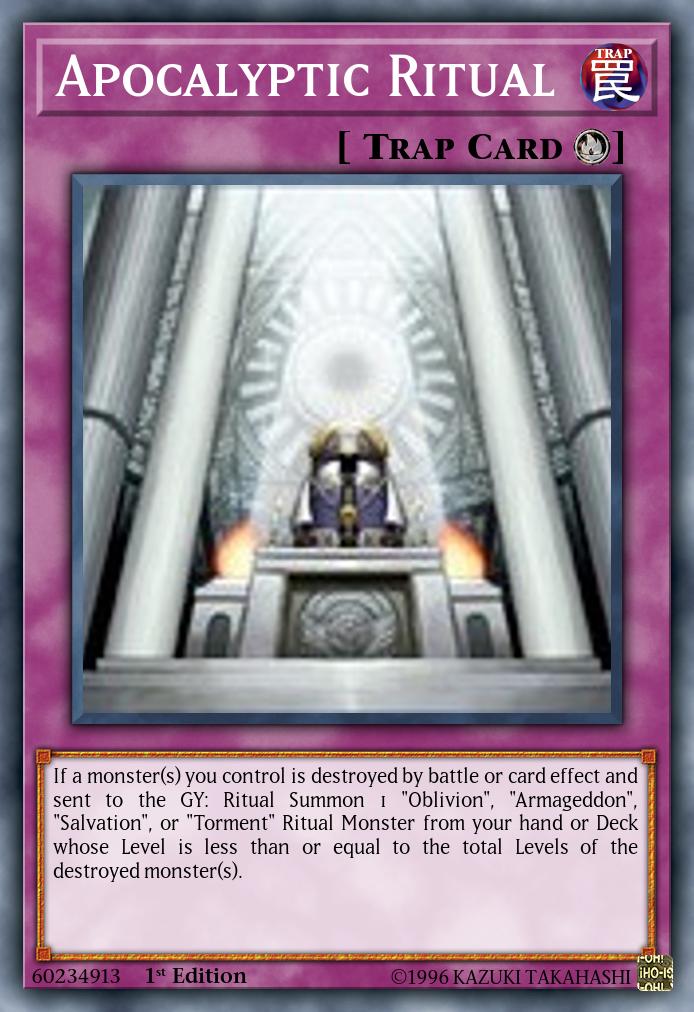 APOCALYPTIC RITUAL
TRAP
罠
[ TRAP CARD ]
If a monster(s) you control is destroyed by battle or card effect and
sent to the GY: Ritual Summon 1 "Oblivion", "Armageddon",
"Salvation", or "Torment" Ritual Monster from your hand or Deck
whose Level is less than or equal to the total Levels of the
destroyed monster(s).
60234913 1st Edition ©1996 KAZUKI TAKAHASHI